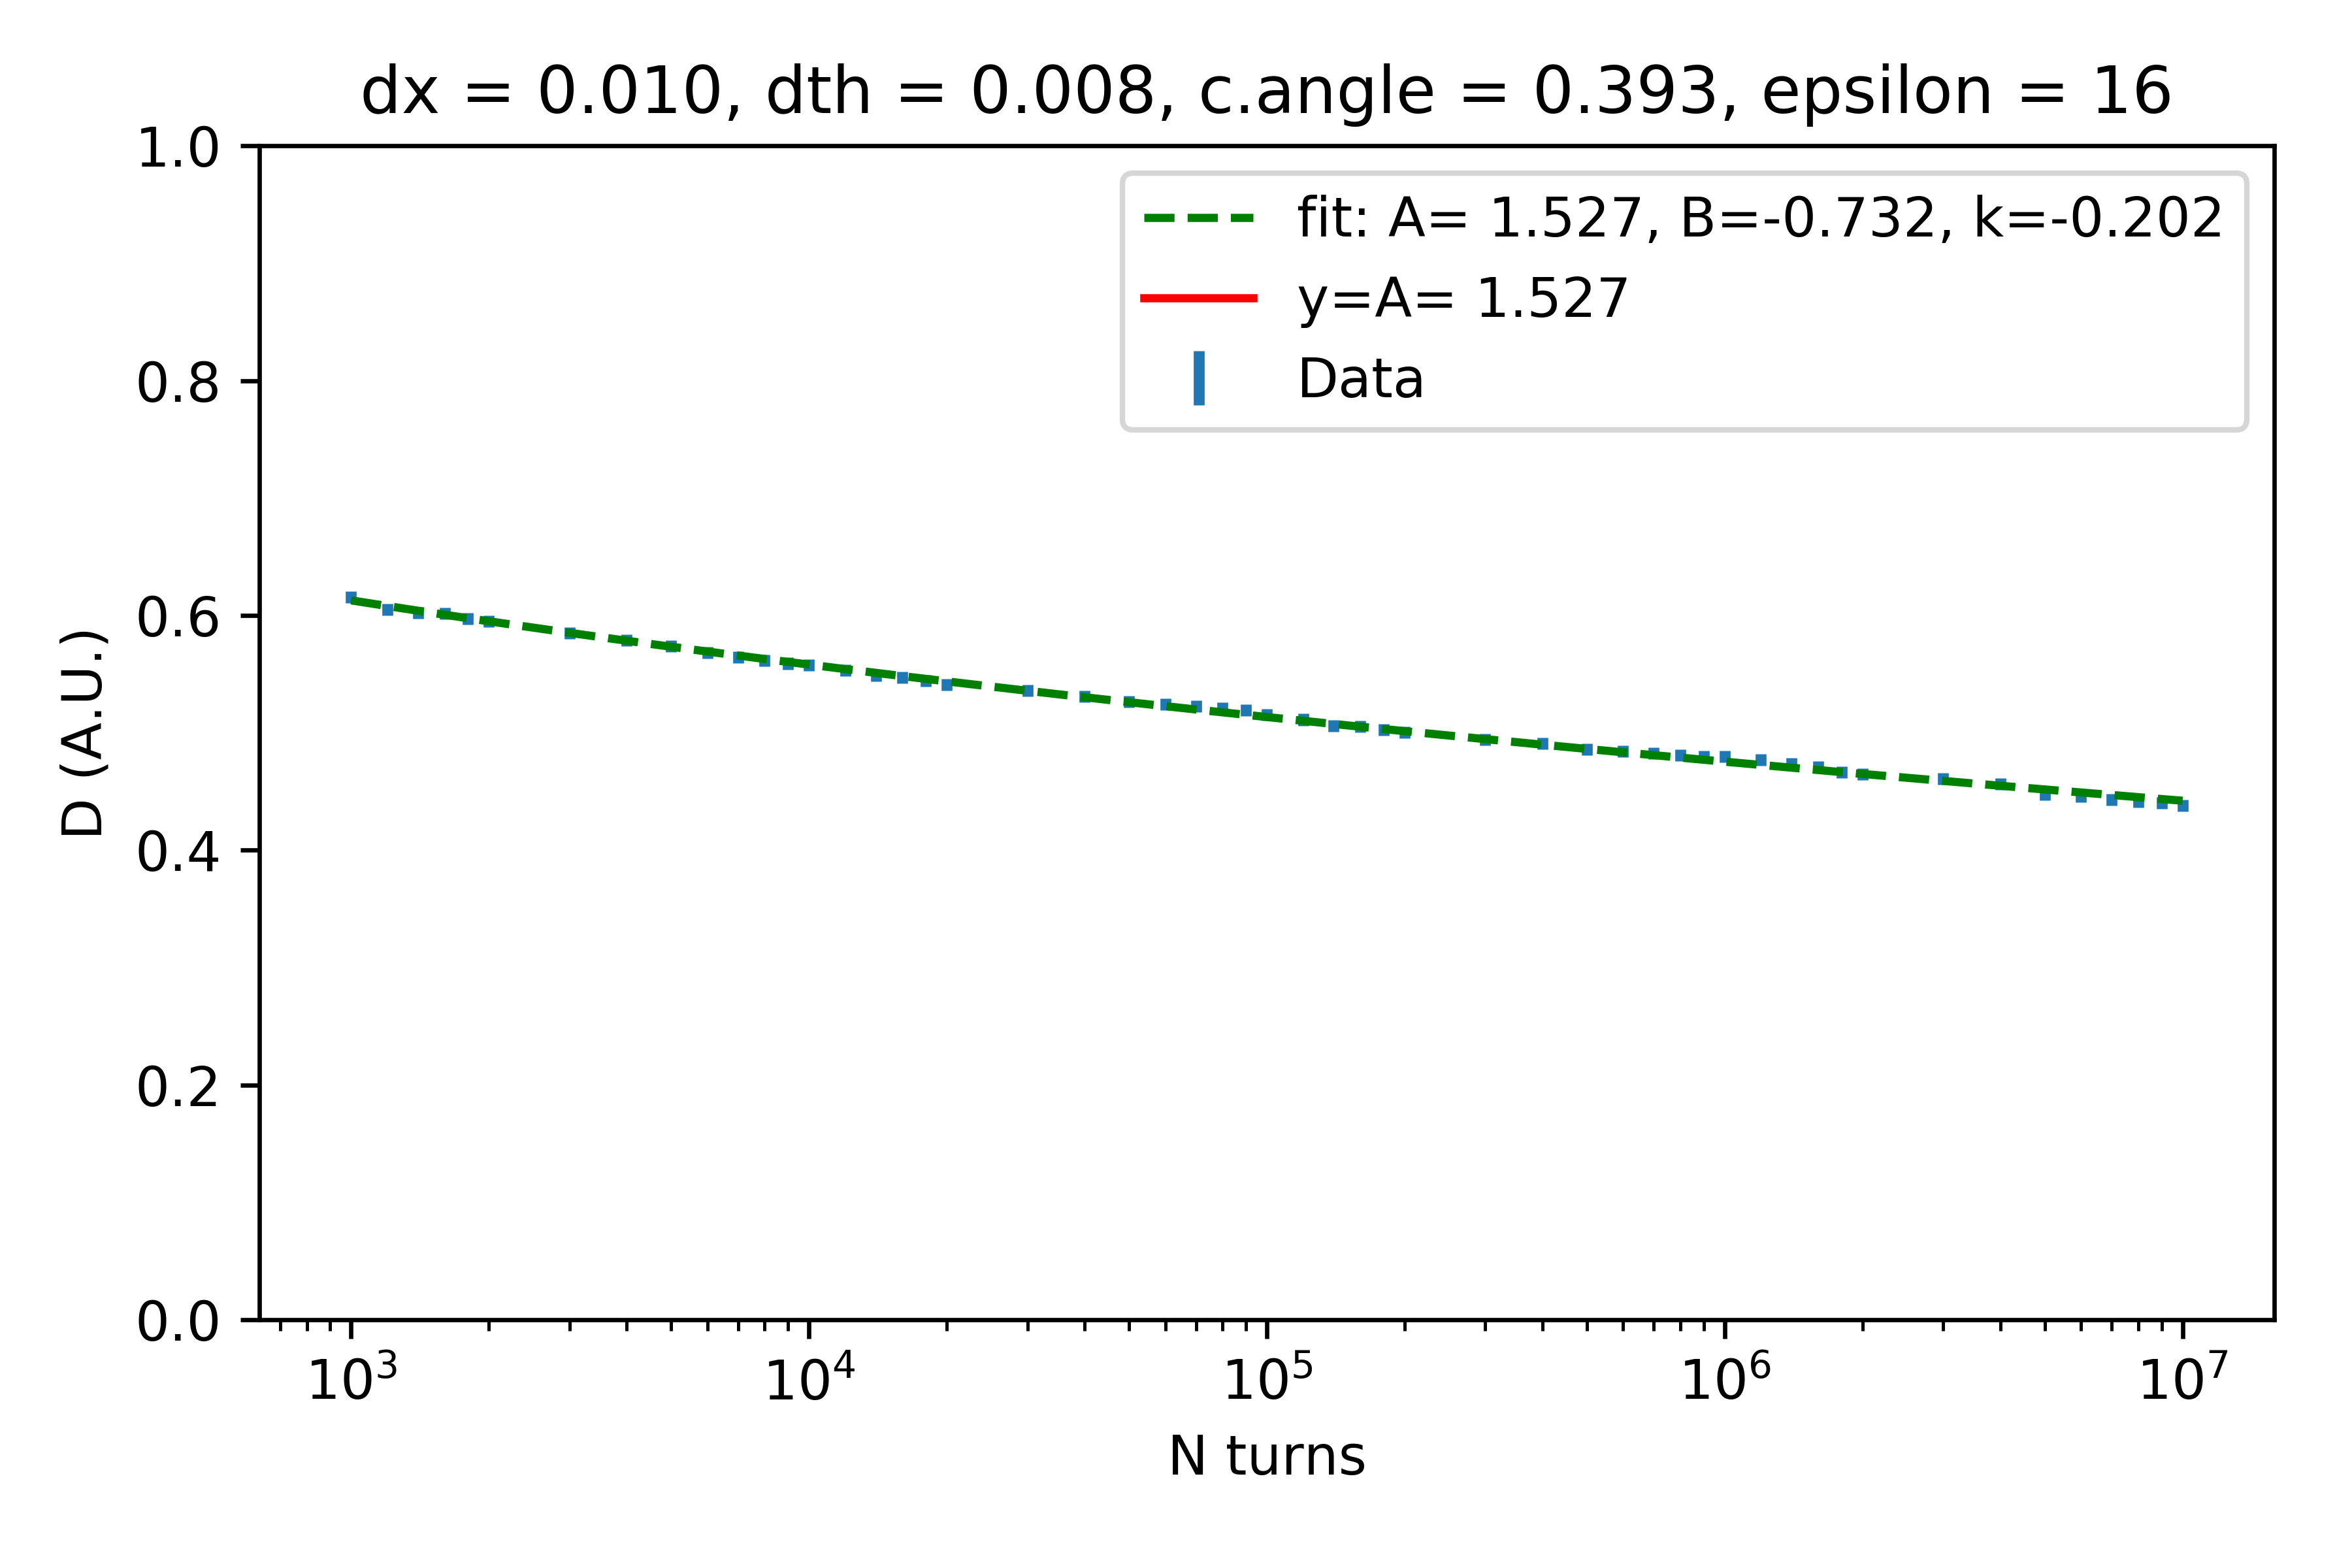 dx = 0.010, dth = 0.008, c.angle = 0.393, epsilon = 16
1.0
0.8
0.6
0.4
0.2
0.0
D (A.U.)
fit: A= 1.527, B=-0.732, k=-0.202
y=A= 1.527
Data
10³ 10⁴ 10⁵ 10⁶ 10⁷
N turns